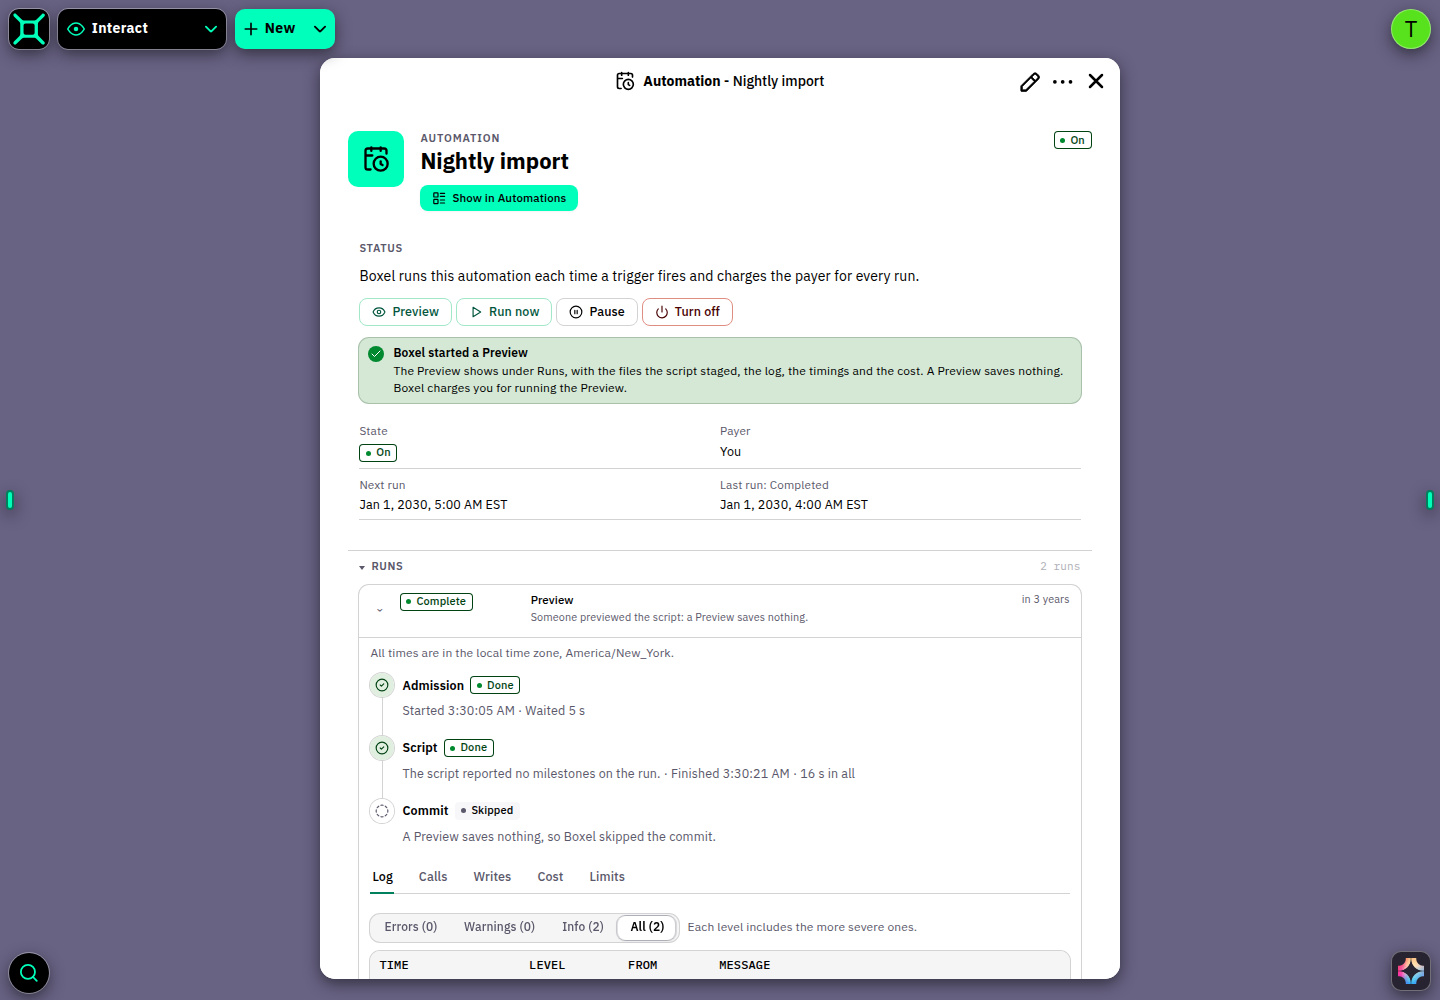 Interact
New
T
Automation - Nightly import
AUTOMATION
Nightly import
On
Show in Automations
STATUS
Boxel runs this automation each time a trigger fires and charges the payer for every run.
Preview
Run now
Pause
Turn off
Boxel started a Preview
The Preview shows under Runs, with the files the script staged, the log, the timings and the cost. A Preview saves nothing.
Boxel charges you for running the Preview.
State
Payer
On
You
Next run
Last run: Completed
Jan 1, 2030, 5:00 AM EST
Jan 1, 2030, 4:00 AM EST
RUNS
2 runs
Complete
Preview
in 3 years
Someone previewed the script: a Preview saves nothing.
All times are in the local time zone, America/New_York.
Admission
Done
Started 3:30:05 AM · Waited 5 s
Script
Done
The script reported no milestones on the run. · Finished 3:30:21 AM · 16 s in all
Commit
Skipped
A Preview saves nothing, so Boxel skipped the commit.
Log
Calls
Writes
Cost
Limits
Errors (0)
Warnings (0)
Info (2)
All (2)
Each level includes the more severe ones.
TIME
LEVEL
FROM
MESSAGE